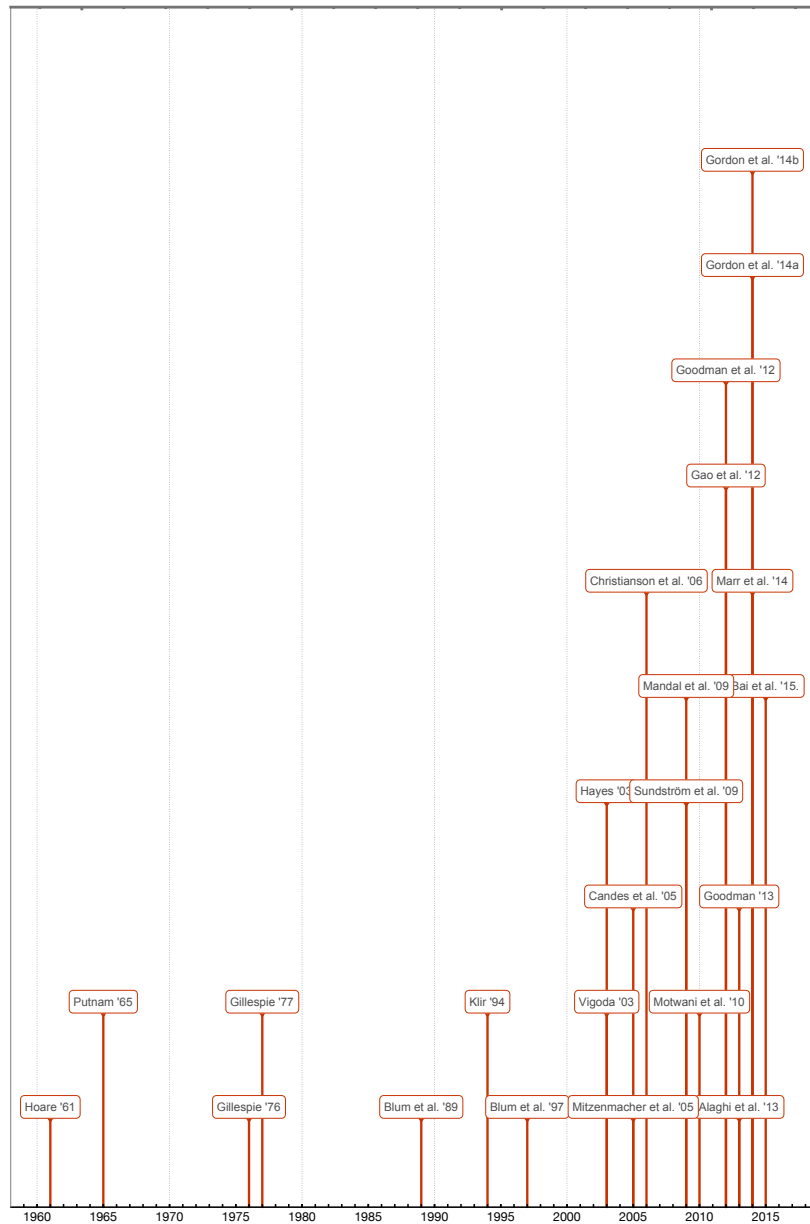 Gordon et al. '14b
Gordon et al. '14a
Goodman et al. '12
Gao et al. '12
Christianson et al. '06
Marr et al. '14
Mandal et al. '09
Bai et al. '15.
Hayes '03
Sundström et al. '09
Candes et al. '05
Goodman '13
Putnam '65
Gillespie '77
Klir '94
Vigoda '03
Motwani et al. '10
Hoare '61
Gillespie '76
Blum et al. '89
Blum et al. '97
Mitzenmacher et al. '05
Alaghi et al. '13
1960 1965 1970 1975 1980 1985 1990 1995 2000 2005 2010 2015